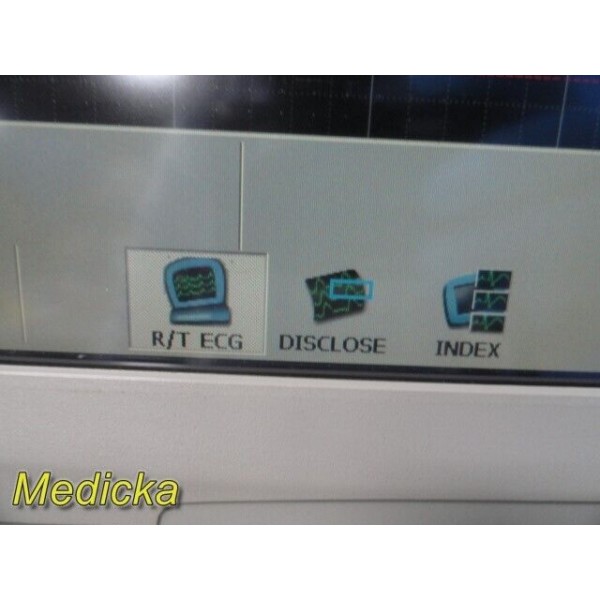 R/T ECG
DISCLOSE
INDEX
Medicka